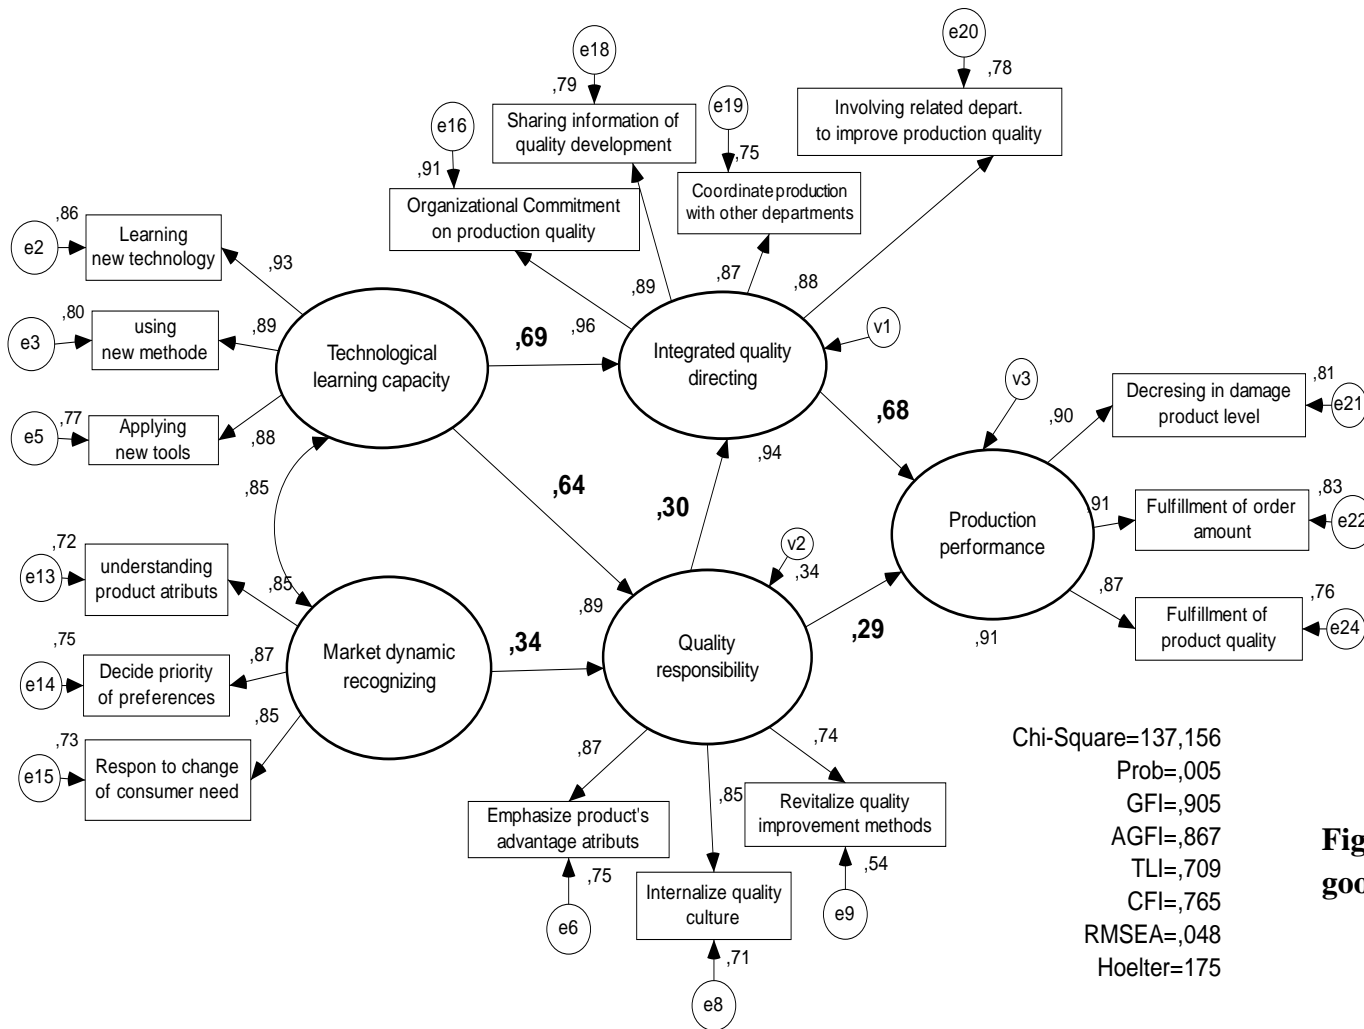 e20
e18
,78
,79
Involving related depart.
to improve production quality
e19
Sharing information of
quality development
e16
,75
,91
Coordinate production
with other departments
Organizational Commitment
on production quality
,86
Learning
new technology
e2
,93
,89
,87
,88
,80
using
new methode
e3
,89
,96
v1
,69
Technological
learning capacity
Integrated quality
directing
v3
,81
Decresing in damage
product level
e21
,90
,68
,77
Applying
new tools
e5
,88
,94
,85
,64
,30
,83
Fulfillment of order
amount
e22
,91
Production
performance
,72
understanding
product atributs
e13
,85
v2
,34
,89
,87
,76
Fulfillment of
product quality
e24
,29
,91
,75
Decide priority
of preferences
e14
,87
Market dynamic
recognizing
,34
Quality
responsibility
,73
Respon to change
of consumer need
e15
,85
,87
,85
,74
Emphasize product's
advantage atributs
Revitalize quality
improvement methods
,75
,54
Internalize quality
culture
e6
e9
,71
e8
Chi-Square=137,156
Prob=,005
GFI=,905
AGFI=,867
TLI=,709
CFI=,765
RMSEA=,048
Hoelter=175
Fig
goo